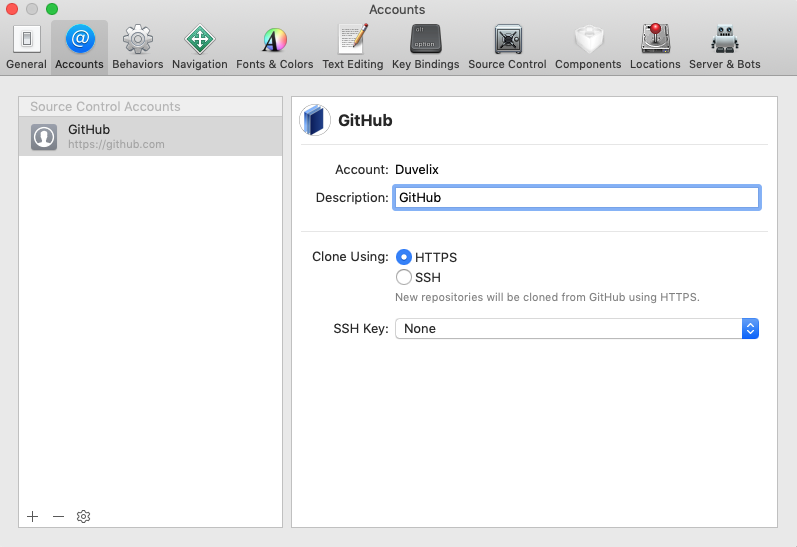 Accounts
General Accounts Behaviors Navigation Fonts & Colors Text Editing Key Bindings Source Control Components Locations Server & Bots
@
off
option
Source Control Accounts
GitHub
https://github.com
GitHub
Account: Duvelix
Description: GitHub
Clone Using: HTTPS
SSH
New repositories will be cloned from GitHub using HTTPS.
SSH Key: None